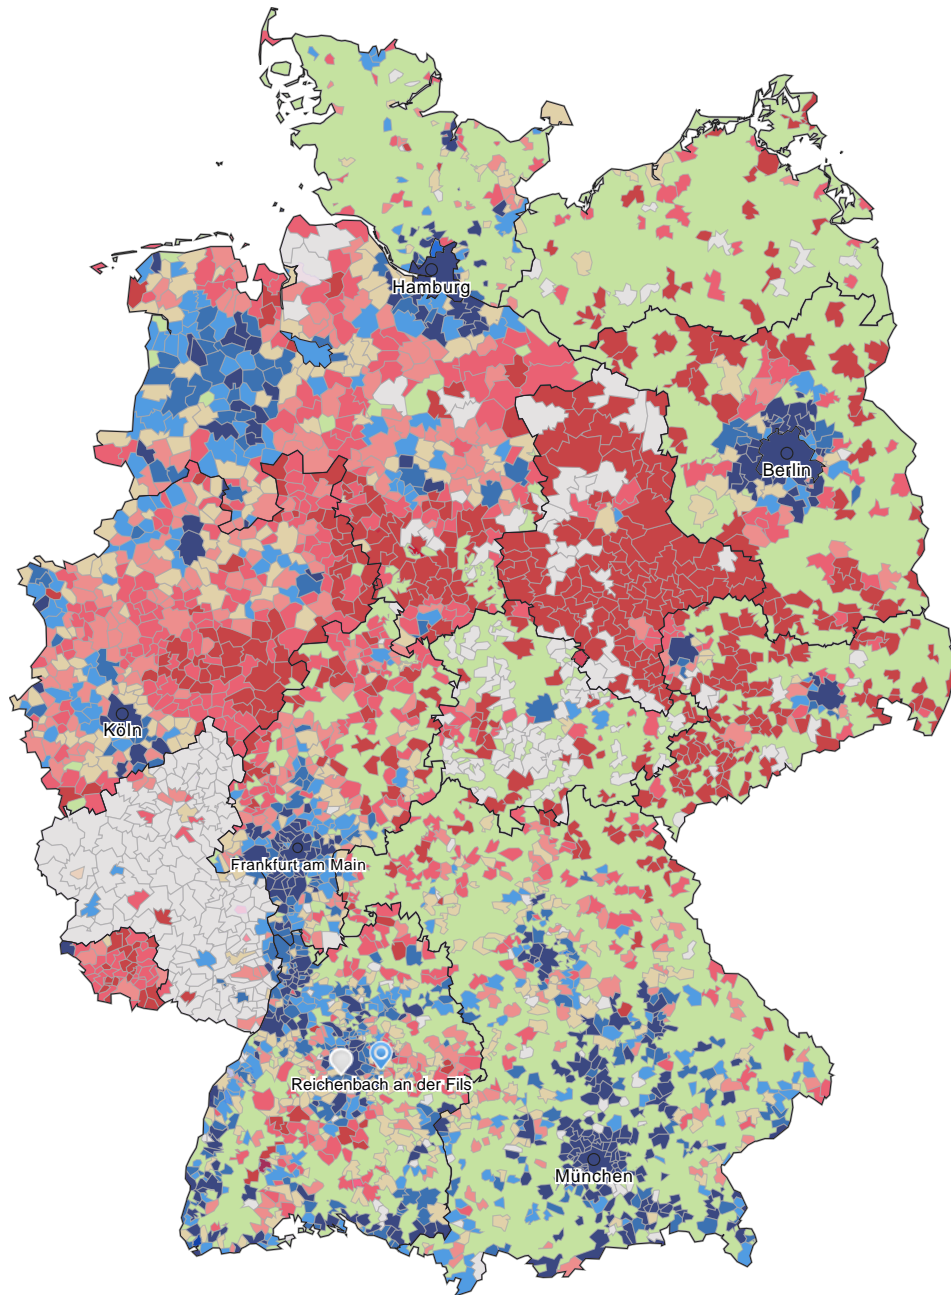 Hamburg
Berlin
Köln
Frankfurt am Main
Reichenbach an der Fils
München